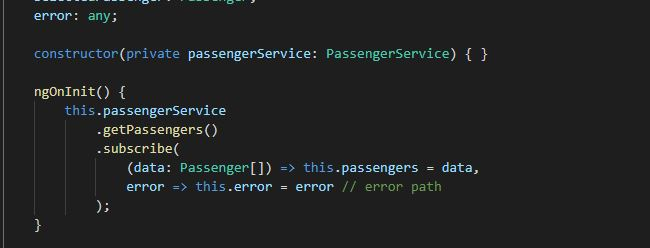 error: any;
constructor(private passengerService: PassengerService) { }
ngOnInit() {
this.passengerService
.getPassengers()
.subscribe(
(data: Passenger[]) => this.passengers = data,
error => this.error = error // error path
);
}